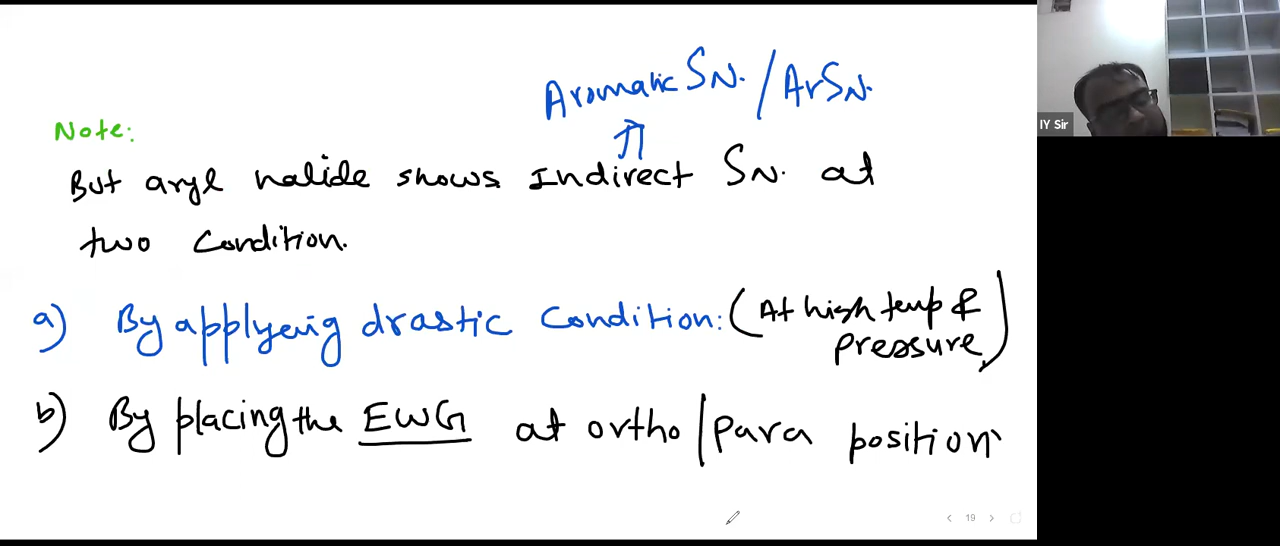 Aromatic SN. / ArSN.
Note:
But aryl halide shows Indirect SN. at
two Condition.
a) By applyeing drastic Condition: (At high temp &
pressure)
b) By placing the EWG at ortho/para position
IY Sir
19